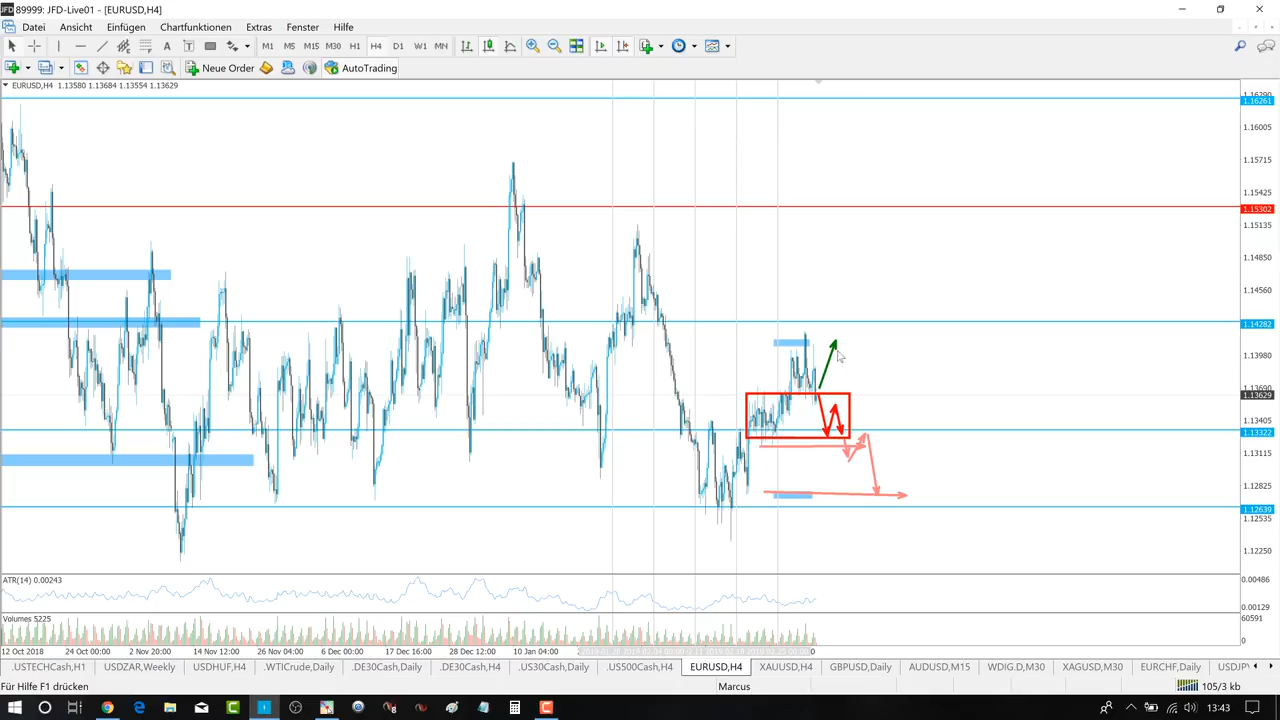 89999: JFD-Live01 - [EURUSD,H4]
Datei Ansicht Einfügen Chartfunktionen Extras Fenster Hilfe
A T M1 M5 M15 M30 H1 H4 D1 W1 MN
New Order AutoTrading
EURUSD,H4 1.13580 1.13684 1.13554 1.13629
1.16261
1.16005
1.15715
1.15425
1.15302
1.15135
1.14850
1.14560
1.14282
1.13980
1.13690
1.13629
1.13405
1.13322
1.13115
1.12825
1.12639
1.12535
1.12250
ATR(14) 0.00243
0.00486
0.00129
Volumes 5225
60591
0
12 Oct 2018 24 Oct 00:00 2 Nov 20:00 14 Nov 12:00 26 Nov 04:00 6 Dec 00:00 17 Dec 16:00 28 Dec 12:00 10 Jan 04:00
.USTECHCash,H1 USDZAR,Weekly USDHUF,H4 .WTICrude,Daily .DE30Cash,Daily .DE30Cash,H4 .US30Cash,Daily .US500Cash,H4 EURUSD,H4 XAUUSD,H4 GBPUSD,Daily AUDUSD,M15 WDIG.D,M30 XAGUSD,M30 EURCHF,Daily USDJP
Für Hilfe F1 drücken Marcus 105/3 kb
13:43